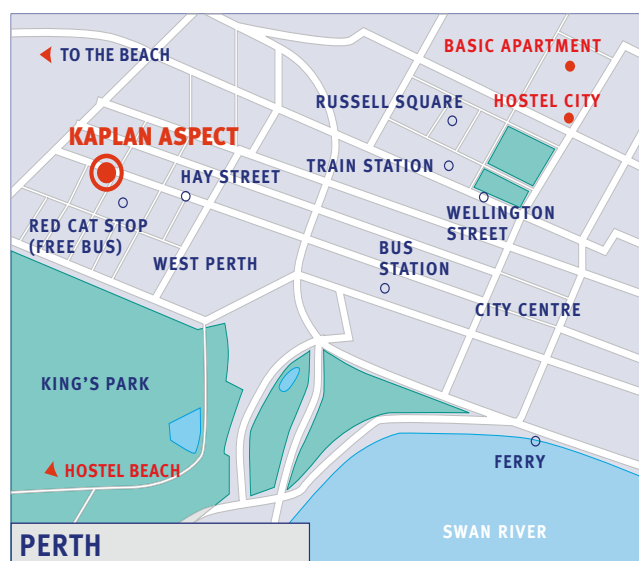 BASIC APARTMENT
TO THE BEACH
RUSSELL SQUARE
HOSTEL CITY
KAPLAN ASPECT
TRAIN STATION
HAY STREET
WELLINGTON
STREET
RED CAT STOP
(FREE BUS)
WEST PERTH
BUS
STATION
CITY CENTRE
KING'S PARK
HOSTEL BEACH
FERRY
SWAN RIVER
PERTH